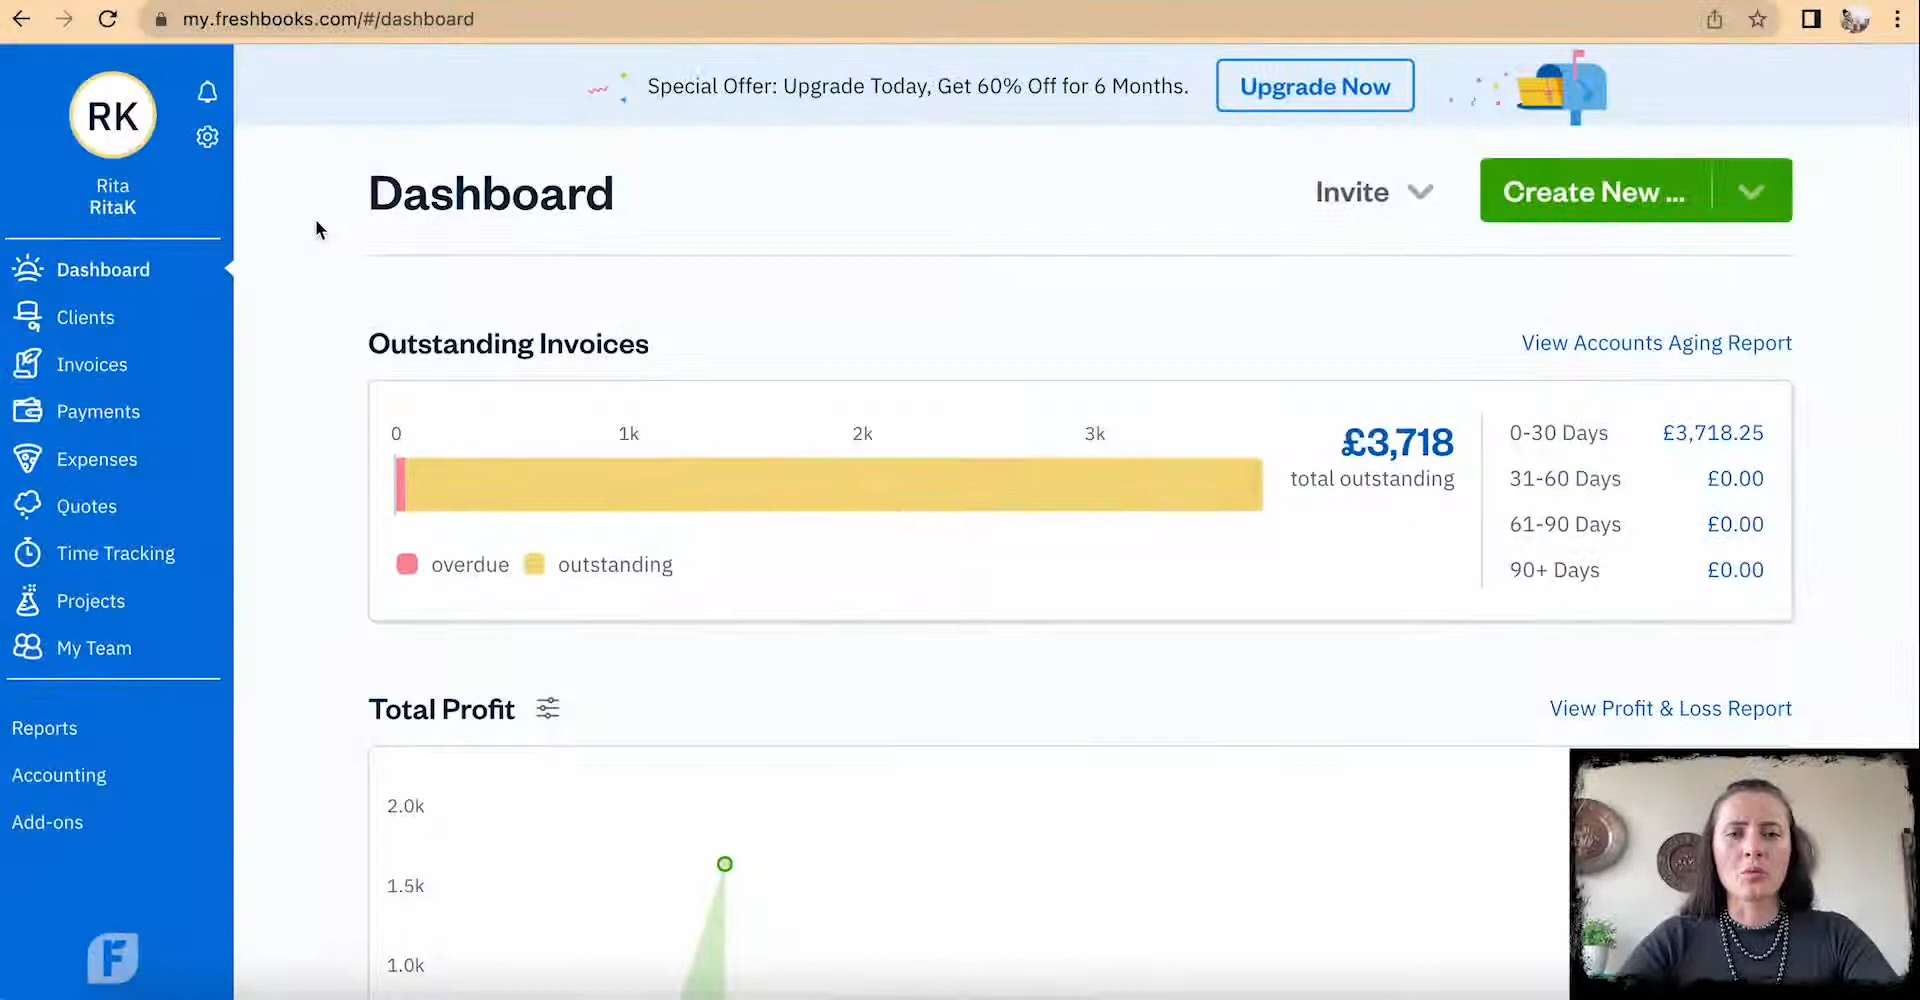 my.freshbooks.com/#/dashboard
Special Offer: Upgrade Today, Get 60% Off for 6 Months.
Upgrade Now
RK
Rita
RitaK
Dashboard
Clients
Invoices
Payments
Expenses
Quotes
Time Tracking
Projects
My Team
Reports
Accounting
Add-ons
F
Dashboard
Invite
Create New ...
Outstanding Invoices
View Accounts Aging Report
0 1k 2k 3k
£3,718
total outstanding
overdue outstanding
0-30 Days £3,718.25
31-60 Days £0.00
61-90 Days £0.00
90+ Days £0.00
Total Profit
View Profit & Loss Report
2.0k
1.5k
1.0k